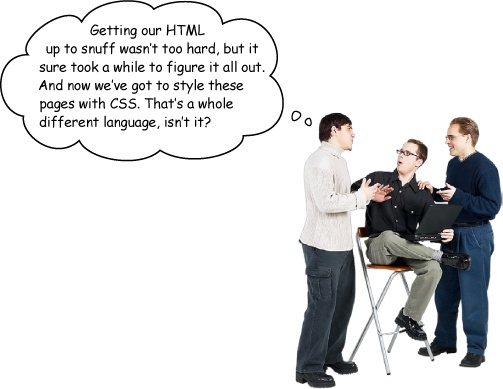 Getting our HTML
up to snuff wasn't too hard, but it
sure took a while to figure it all out.
And now we've got to style these
pages with CSS. That's a whole
different language, isn't it?